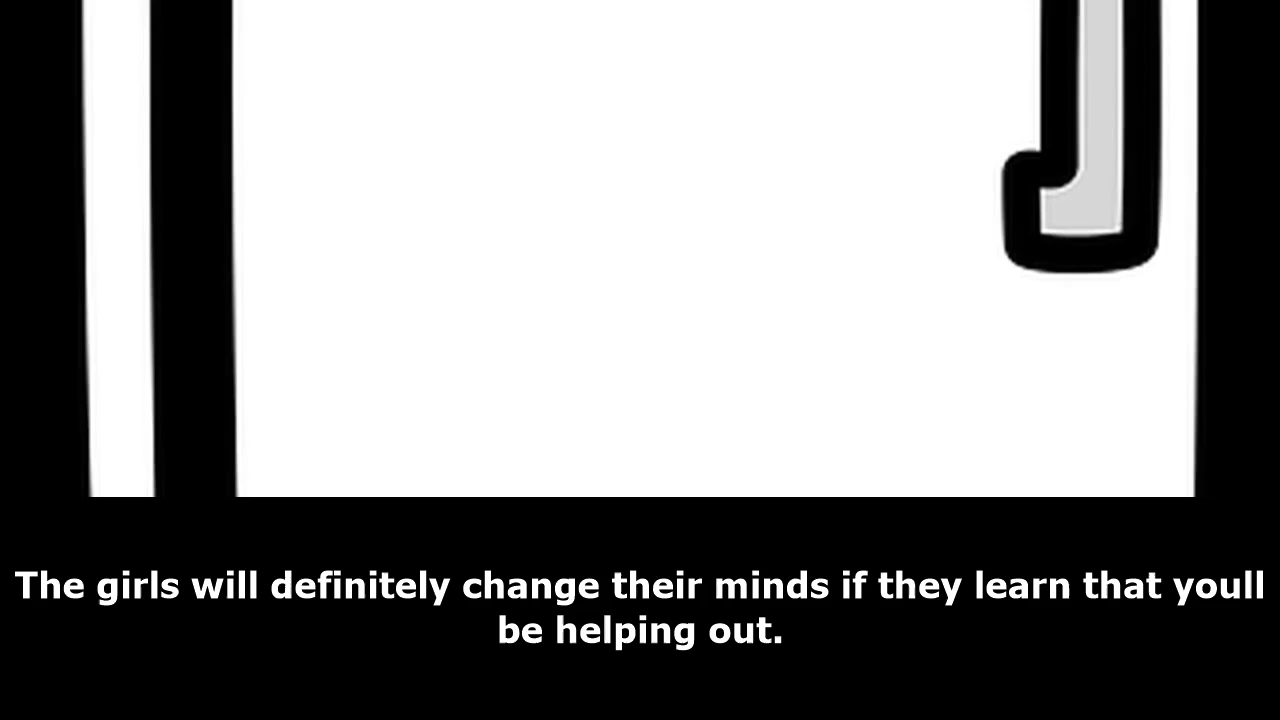 The girls will definitely change their minds if they learn that youll
be helping out.